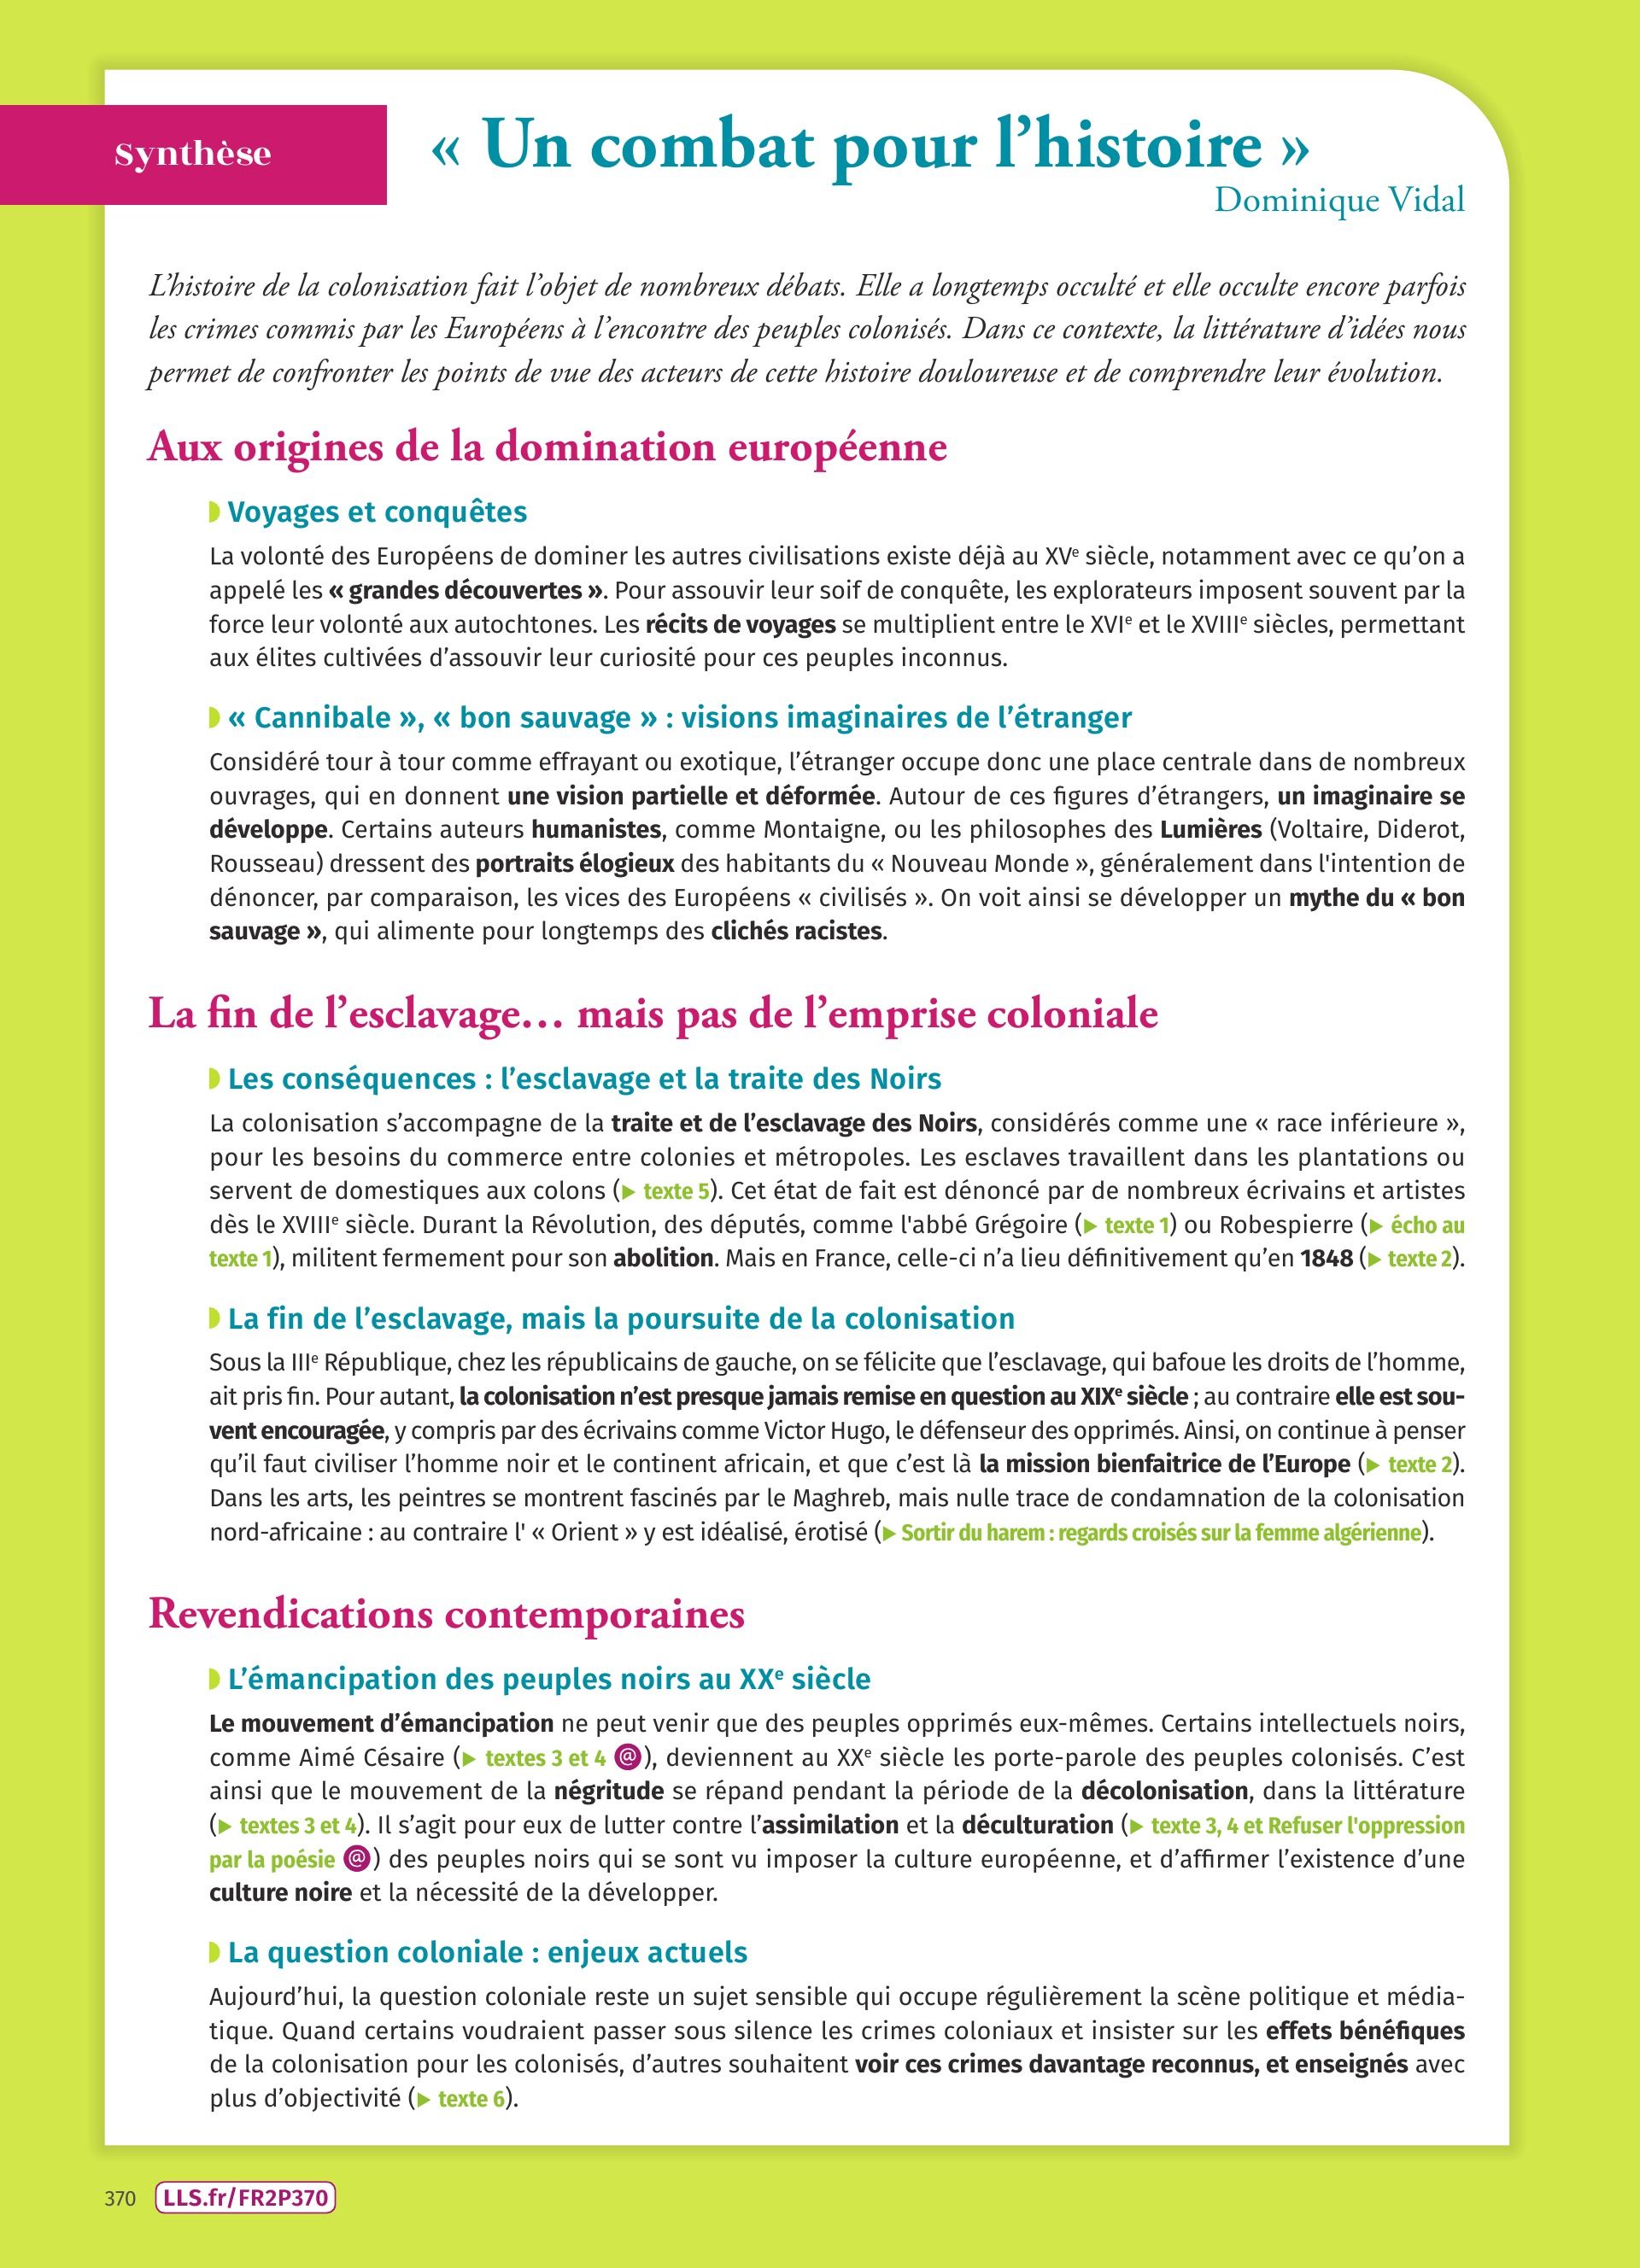 Synthèse
« Un combat pour l’histoire »
Dominique Vidal
L’histoire de la colonisation fait l’objet de nombreux débats. Elle a longtemps occulté et elle occulte encore parfois
les crimes commis par les Européens à l’encontre des peuples colonisés. Dans ce contexte, la littérature d’idées nous
permet de confronter les points de vue des acteurs de cette histoire douloureuse et de comprendre leur évolution.
Aux origines de la domination européenne
Voyages et conquêtes
La volonté des Européens de dominer les autres civilisations existe déjà au XVe siècle, notamment avec ce qu’on a
appelé les « grandes découvertes ». Pour assouvir leur soif de conquête, les explorateurs imposent souvent par la
force leur volonté aux autochtones. Les récits de voyages se multiplient entre le XVIe et le XVIIIe siècles, permettant
aux élites cultivées d’assouvir leur curiosité pour ces peuples inconnus.
« Cannibale », « bon sauvage » : visions imaginaires de l’étranger
Considéré tour à tour comme effrayant ou exotique, l’étranger occupe donc une place centrale dans de nombreux
ouvrages, qui en donnent une vision partielle et déformée. Autour de ces figures d’étrangers, un imaginaire se
développe. Certains auteurs humanistes, comme Montaigne, ou les philosophes des Lumières (Voltaire, Diderot,
Rousseau) dressent des portraits élogieux des habitants du « Nouveau Monde », généralement dans l'intention de
dénoncer, par comparaison, les vices des Européens « civilisés ». On voit ainsi se développer un mythe du « bon
sauvage », qui alimente pour longtemps des clichés racistes.
La fin de l’esclavage… mais pas de l’emprise coloniale
Les conséquences : l’esclavage et la traite des Noirs
La colonisation s’accompagne de la traite et de l’esclavage des Noirs, considérés comme une « race inférieure »,
pour les besoins du commerce entre colonies et métropoles. Les esclaves travaillent dans les plantations ou
servent de domestiques aux colons (▶ texte 5). Cet état de fait est dénoncé par de nombreux écrivains et artistes
dès le XVIIIe siècle. Durant la Révolution, des députés, comme l'abbé Grégoire (▶ texte 1) ou Robespierre (▶ écho au
texte 1), militent fermement pour son abolition. Mais en France, celle-ci n’a lieu définitivement qu’en 1848 (▶ texte 2).
La fin de l’esclavage, mais la poursuite de la colonisation
Sous la IIIe République, chez les républicains de gauche, on se félicite que l’esclavage, qui bafoue les droits de l’homme,
ait pris fin. Pour autant, la colonisation n’est presque jamais remise en question au XIXe siècle ; au contraire elle est sou-
vent encouragée, y compris par des écrivains comme Victor Hugo, le défenseur des opprimés. Ainsi, on continue à penser
qu’il faut civiliser l’homme noir et le continent africain, et que c’est là la mission bienfaitrice de l’Europe (▶ texte 2).
Dans les arts, les peintres se montrent fascinés par le Maghreb, mais nulle trace de condamnation de la colonisation
nord-africaine : au contraire l' « Orient » y est idéalisé, érotisé (▶ Sortir du harem : regards croisés sur la femme algérienne).
Revendications contemporaines
L’émancipation des peuples noirs au XXe siècle
Le mouvement d’émancipation ne peut venir que des peuples opprimés eux-mêmes. Certains intellectuels noirs,
comme Aimé Césaire (▶ textes 3 et 4 @), deviennent au XXe siècle les porte-parole des peuples colonisés. C’est
ainsi que le mouvement de la négritude se répand pendant la période de la décolonisation, dans la littérature
(▶ textes 3 et 4). Il s’agit pour eux de lutter contre l’assimilation et la déculturation (▶ texte 3, 4 et Refuser l'oppression
par la poésie @) des peuples noirs qui se sont vu imposer la culture européenne, et d’affirmer l’existence d’une
culture noire et la nécessité de la développer.
La question coloniale : enjeux actuels
Aujourd’hui, la question coloniale reste un sujet sensible qui occupe régulièrement la scène politique et média-
tique. Quand certains voudraient passer sous silence les crimes coloniaux et insister sur les effets bénéfiques
de la colonisation pour les colonisés, d’autres souhaitent voir ces crimes davantage reconnus, et enseignés avec
plus d’objectivité (▶ texte 6).
370 LLS.fr/FR2P370